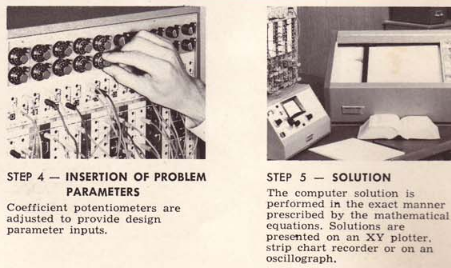 STEP 4 — INSERTION OF PROBLEM
PARAMETERS
Coefficient potentiometers are
adjusted to provide design
parameter inputs.
STEP 5 — SOLUTION
The computer solution is
performed in the exact manner
prescribed by the mathematical
equations. Solutions are
presented on an XY plotter,
strip chart recorder or on an
oscillograph.